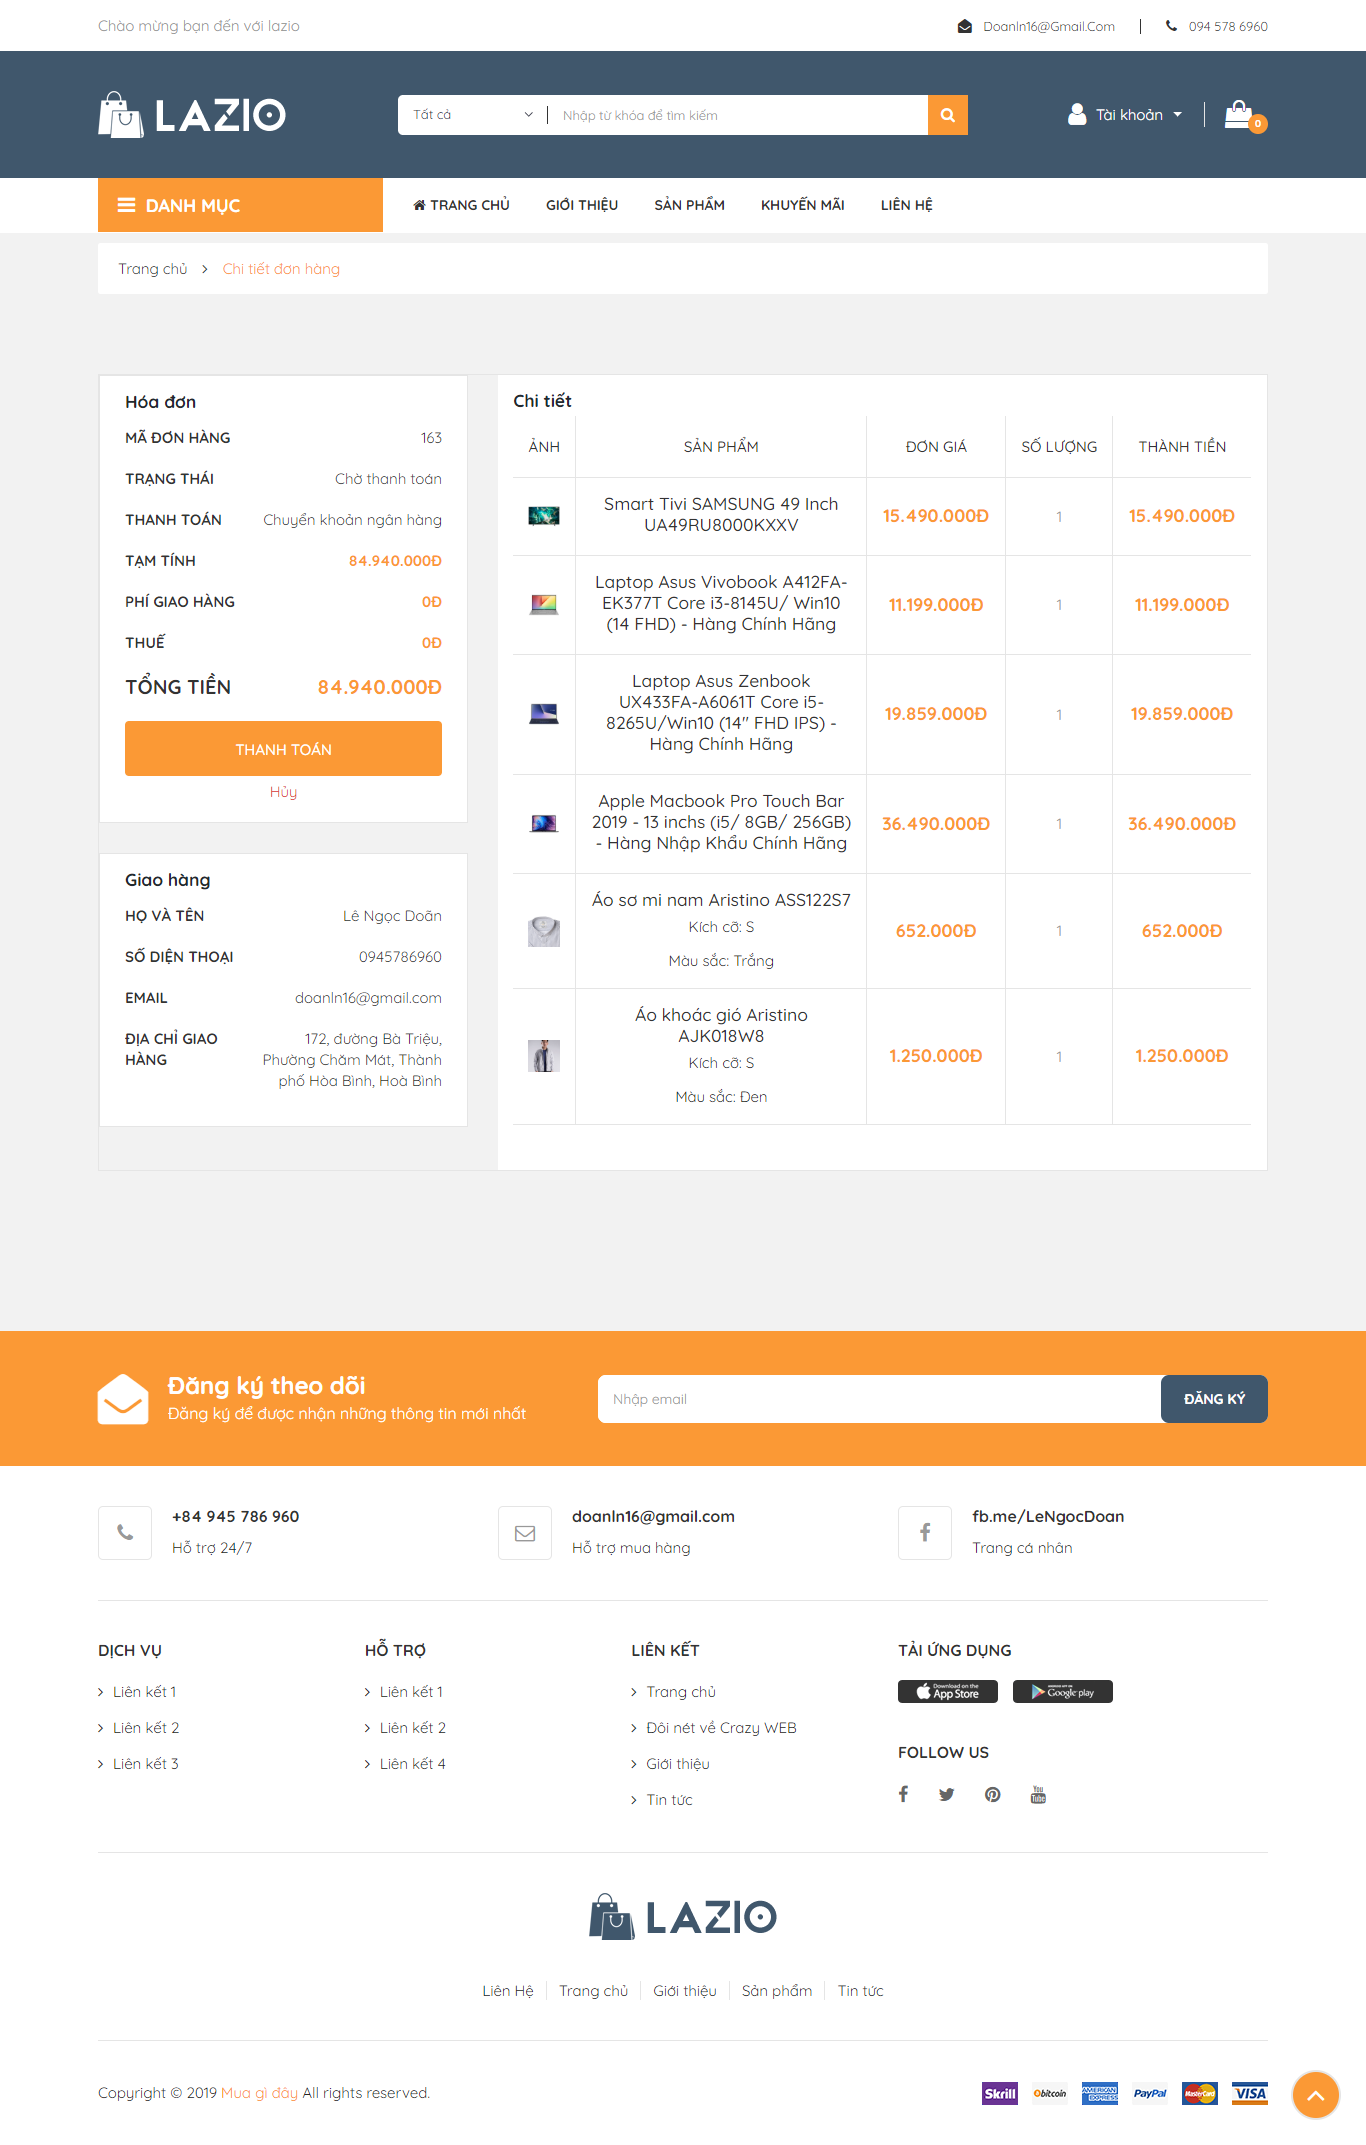 Chào mừng bạn đến với lazio
Doanln16@Gmail.Com
094 578 6960
LAZIO
Tất cả
Nhập từ khóa để tìm kiếm
Tài khoản
0
DANH MỤC
TRANG CHỦ
GIỚI THIỆU
SẢN PHẨM
KHUYẾN MÃI
LIÊN HỆ
Trang chủ
Chi tiết đơn hàng
Hóa đơn
MÃ ĐƠN HÀNG 163
TRẠNG THÁI Chờ thanh toán
THANH TOÁN Chuyển khoản ngân hàng
TẠM TÍNH 84.940.000Đ
PHÍ GIAO HÀNG 0Đ
THUẾ 0Đ
TỔNG TIỀN 84.940.000Đ
THANH TOÁN
Hủy
Giao hàng
HỌ VÀ TÊN Lê Ngọc Doãn
SỐ DIỆN THOẠI 0945786960
EMAIL doanln16@gmail.com
ĐỊA CHỈ GIAO HÀNG
172, đường Bà Triệu,
Phường Chăm Mát, Thành
phố Hòa Bình, Hoà Bình
Chi tiết
ẢNH SẢN PHẨM ĐƠN GIÁ SỐ LƯỢNG THÀNH TIỀN
Smart Tivi SAMSUNG 49 Inch
UA49RU8000KXXV
15.490.000Đ 1 15.490.000Đ
Laptop Asus Vivobook A412FA-
EK377T Core i3-8145U/ Win10
(14 FHD) - Hàng Chính Hãng
11.199.000Đ 1 11.199.000Đ
Laptop Asus Zenbook
UX433FA-A6061T Core i5-
8265U/Win10 (14" FHD IPS) -
Hàng Chính Hãng
19.859.000Đ 1 19.859.000Đ
Apple Macbook Pro Touch Bar
2019 - 13 inchs (i5/ 8GB/ 256GB)
- Hàng Nhập Khẩu Chính Hãng
36.490.000Đ 1 36.490.000Đ
Áo sơ mi nam Aristino ASS122S7
Kích cỡ: S
Màu sắc: Trắng
652.000Đ 1 652.000Đ
Áo khoác gió Aristino
AJK018W8
Kích cỡ: S
Màu sắc: Đen
1.250.000Đ 1 1.250.000Đ
Đăng ký theo dõi
Đăng ký để được nhận những thông tin mới nhất
Nhập email
ĐĂNG KÝ
+84 945 786 960
Hỗ trợ 24/7
doanln16@gmail.com
Hỗ trợ mua hàng
fb.me/LeNgocDoan
Trang cá nhân
DỊCH VỤ
Liên kết 1
Liên kết 2
Liên kết 3
HỖ TRỢ
Liên kết 1
Liên kết 2
Liên kết 4
LIÊN KẾT
Trang chủ
Đôi nét về Crazy WEB
Giới thiệu
Tin tức
TẢI ỨNG DỤNG
Download on the
App Store
Google play
FOLLOW US
You
Tube
LAZIO
Liên Hệ
Trang chủ
Giới thiệu
Sản phẩm
Tin tức
Copyright © 2019 Mua gì đây All rights reserved.
Skrill
bitcoin
AMERICAN EXPRESS
PayPal
MasterCard
VISA